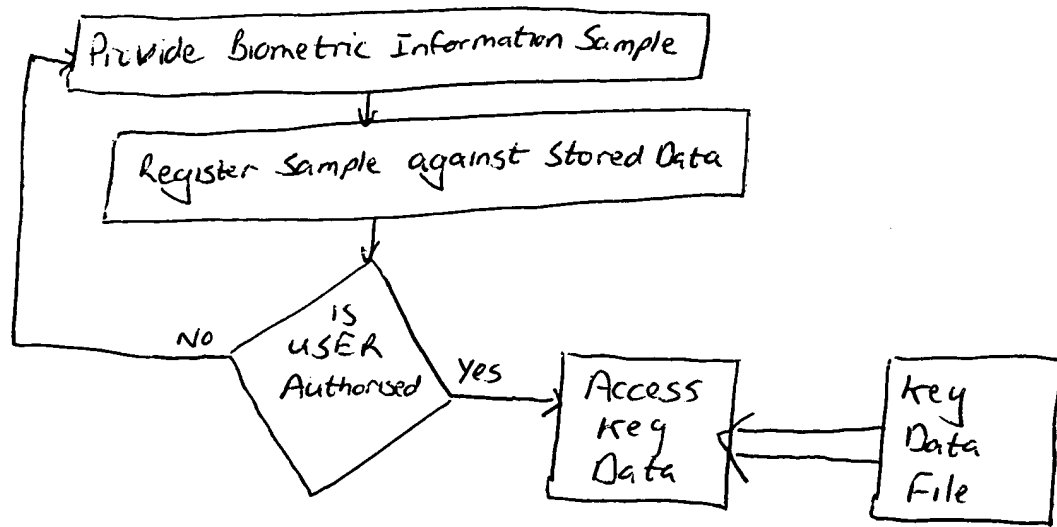 Provide Biometric Information Sample
Register Sample against Stored Data
is
USER
Authorised
No
Yes
Access
Key
Data
Key
Data
File